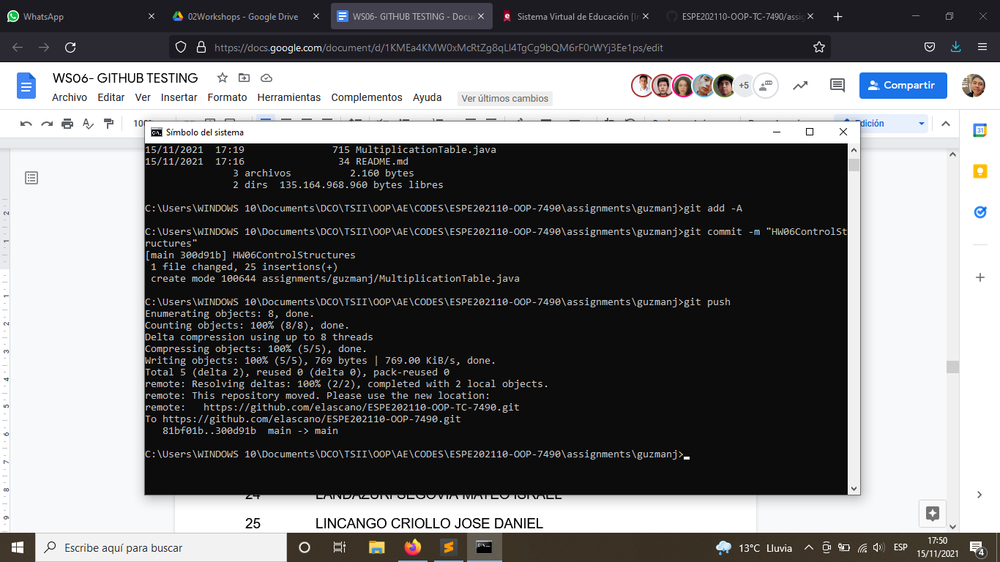 WhatsApp
02Workshops - Google Drive
WS06- GITHUB TESTING - Docu
Sistema Virtual de Educación [In
ESPE202110-OOP-TC-7490/assig
https://docs.google.com/document/d/1KMEa4KMW0xMcRtZg8qLl4TgCg9bQM6rF0rWYj3Ee1ps/edit
WS06- GITHUB TESTING
Archivo Editar Ver Insertar Formato Herramientas Complementos Ayuda
Ver últimos cambios
+5
Compartir
Edición
Símbolo del sistema
15/11/2021  17:19               715 MultiplicationTable.java
15/11/2021  17:16                34 README.md
3 archivos          2.160 bytes
2 dirs  135.164.968.960 bytes libres
C:\Users\WINDOWS 10\Documents\DCO\TSII\OOP\AE\CODES\ESPE202110-OOP-7490\assignments\guzmanj>git add -A
C:\Users\WINDOWS 10\Documents\DCO\TSII\OOP\AE\CODES\ESPE202110-OOP-7490\assignments\guzmanj>git commit -m "HW06ControlSt
ructures"
[main 300d91b] HW06ControlStructures
1 file changed, 25 insertions(+)
create mode 100644 assignments/guzmanj/MultiplicationTable.java
C:\Users\WINDOWS 10\Documents\DCO\TSII\OOP\AE\CODES\ESPE202110-OOP-7490\assignments\guzmanj>git push
Enumerating objects: 8, done.
Counting objects: 100% (8/8), done.
Delta compression using up to 8 threads
Compressing objects: 100% (5/5), done.
Writing objects: 100% (5/5), 769 bytes | 769.00 KiB/s, done.
Total 5 (delta 2), reused 0 (delta 0), pack-reused 0
remote: Resolving deltas: 100% (2/2), completed with 2 local objects.
remote: This repository moved. Please use the new location:
remote:   https://github.com/elascano/ESPE202110-OOP-TC-7490.git
To https://github.com/elascano/ESPE202110-OOP-7490.git
81bf01b..300d91b  main -> main
C:\Users\WINDOWS 10\Documents\DCO\TSII\OOP\AE\CODES\ESPE202110-OOP-7490\assignments\guzmanj>
24 LANDAZURI SEGOVIA MATEO ISRAEL
25 LINCANGO CRIOLLO JOSE DANIEL
Escribe aquí para buscar
13°C Lluvia
ESP
17:50
15/11/2021
4